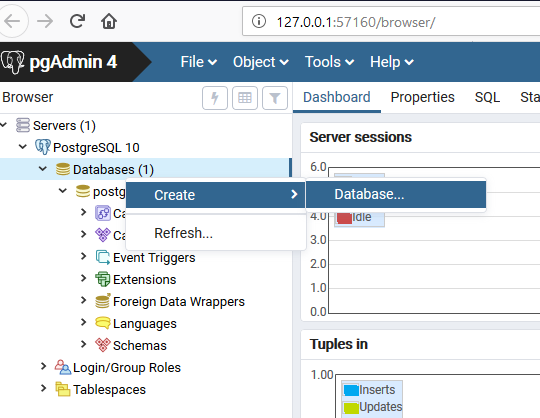 127.0.0.1:57160/browser/
pgAdmin 4
File Object Tools Help
Browser
Dashboard Properties SQL Sta
Servers (1)
PostgreSQL 10
Databases (1)
postg
Ca
Ca
Event Triggers
Extensions
Foreign Data Wrappers
Languages
Schemas
Login/Group Roles
Tablespaces
Create
Database...
Refresh...
Server sessions
6.0
4.0
3.0
2.0
1.0
0.0
Idle
Tuples in
1.00
Inserts
Updates